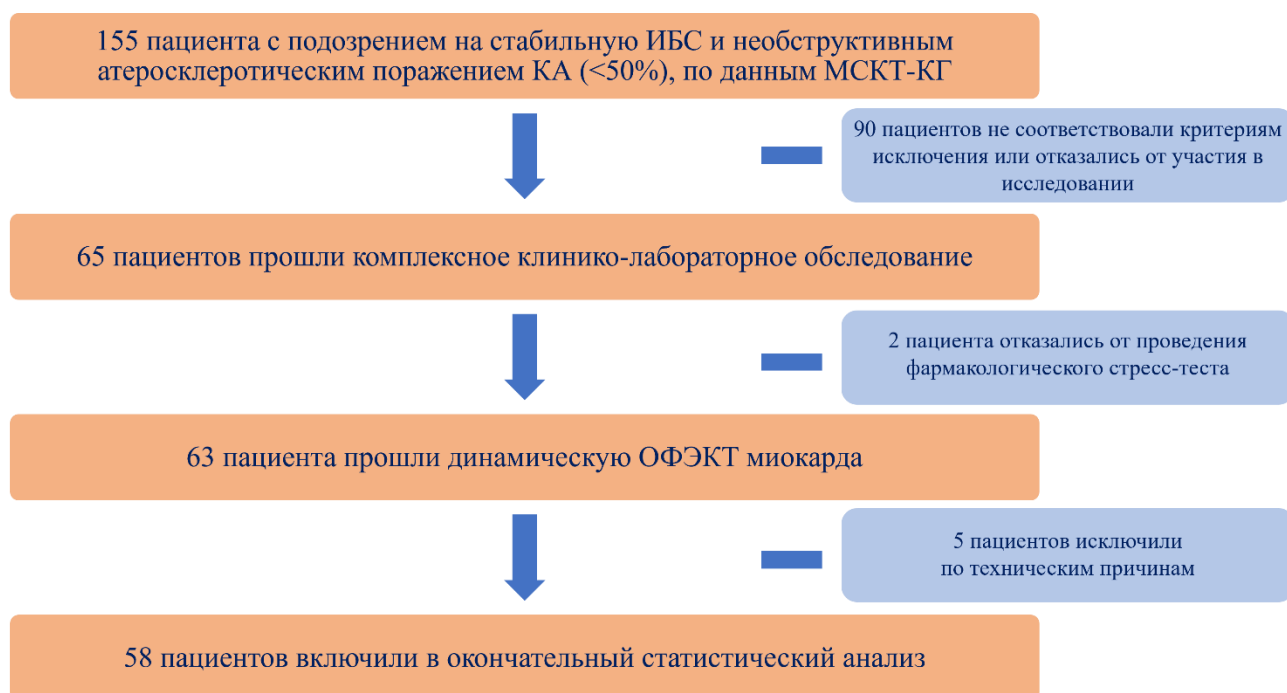 155 пациента с подозрением на стабильную ИБС и необструктивным
атеросклеротическим поражением КА (<50%), по данным МСКТ-КГ
90 пациентов не соответствовали критериям
исключения или отказались от участия в
исследовании
65 пациентов прошли комплексное клинико-лабораторное обследование
2 пациента отказались от проведения
фармакологического стресс-теста
63 пациента прошли динамическую ОФЭКТ миокарда
5 пациентов исключили
по техническим причинам
58 пациентов включили в окончательный статистический анализ